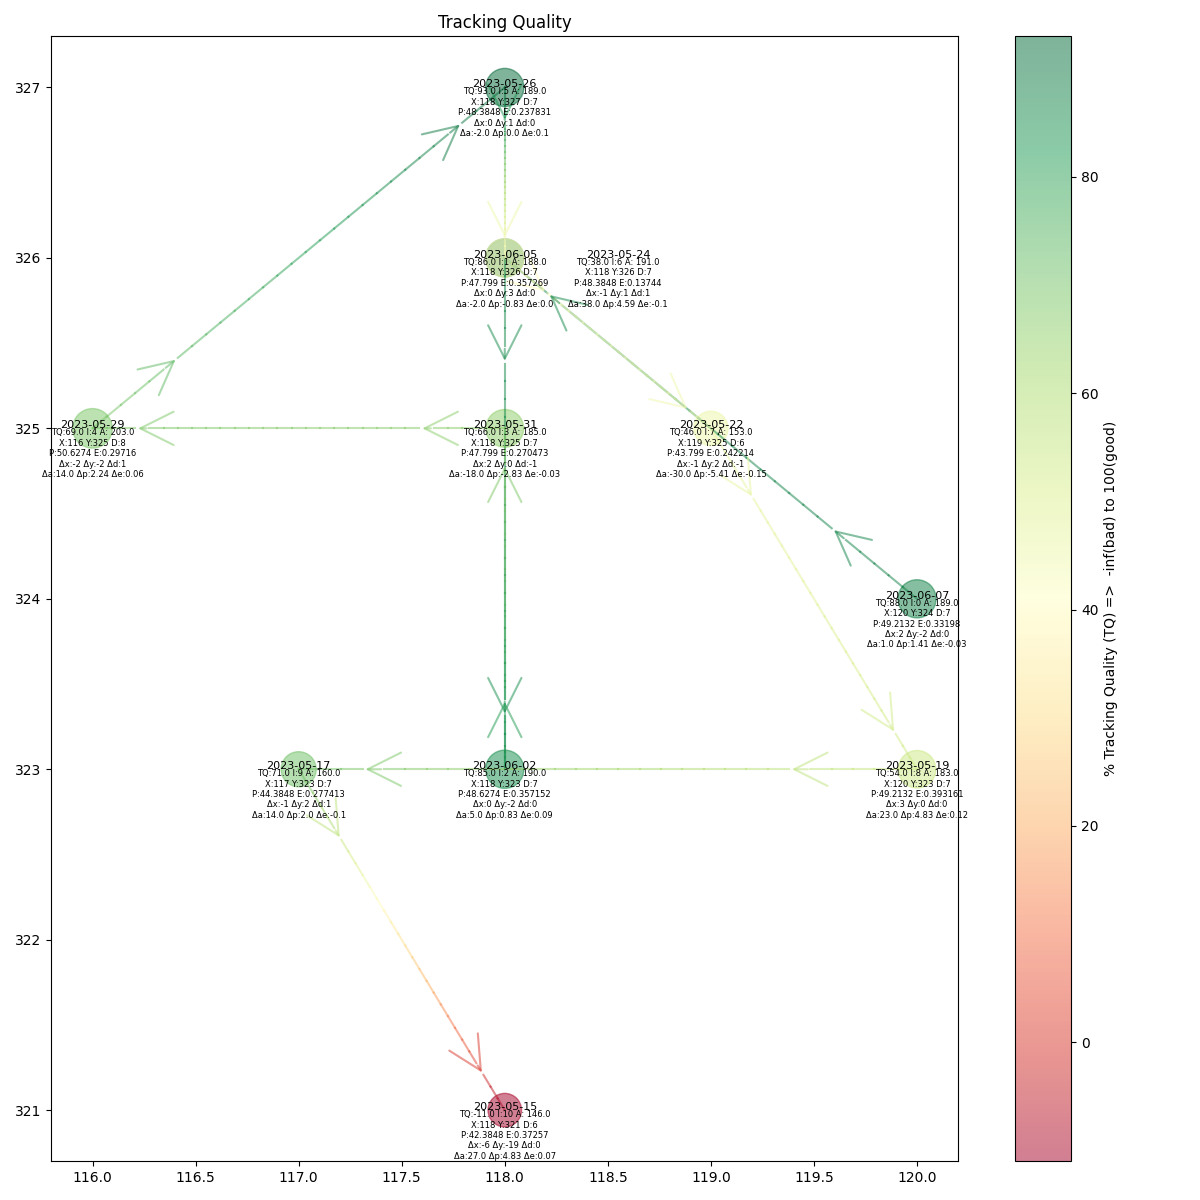 Tracking Quality
327
326
325
324
323
322
321
2023-05-26
TQ:93.0 I:5 A: 189.0
X:118 Y:327 D:7
P:48.3848 E:0.237831
Δx:0 Δy:1 Δd:0
Δa:-2.0 Δp:0.0 Δe:0.1
2023-06-05
TQ:86.0 I:1 A: 188.0
X:118 Y:326 D:7
P:47.799 E:0.357269
Δx:0 Δy:3 Δd:0
Δa:-2.0 Δp:-0.83 Δe:0.0
2023-05-24
TQ:38.0 I:6 A: 191.0
X:118 Y:326 D:7
P:48.3848 E:0.13744
Δx:-1 Δy:1 Δd:1
Δa:38.0 Δp:4.59 Δe:-0.1
2023-05-29
TQ:69.0 I:4 A: 203.0
X:116 Y:325 D:8
P:50.6274 E:0.29716
Δx:-2 Δy:-2 Δd:1
Δa:14.0 Δp:2.24 Δe:0.06
2023-05-31
TQ:66.0 I:3 A: 185.0
X:118 Y:325 D:7
P:47.799 E:0.270473
Δx:2 Δy:0 Δd:-1
Δa:-18.0 Δp:-2.83 Δe:-0.03
2023-05-22
TQ:46.0 I:7 A: 153.0
X:119 Y:325 D:6
P:43.799 E:0.242214
Δx:-1 Δy:2 Δd:-1
Δa:-30.0 Δp:-5.41 Δe:-0.15
2023-06-07
TQ:88.0 I:0 A: 189.0
X:120 Y:324 D:7
P:49.2132 E:0.33198
Δx:2 Δy:-2 Δd:0
Δa:1.0 Δp:1.41 Δe:-0.03
2023-05-17
TQ:71.0 I:9 A: 160.0
X:117 Y:323 D:7
P:44.3848 E:0.277413
Δx:-1 Δy:2 Δd:1
Δa:14.0 Δp:2.0 Δe:-0.1
2023-06-02
TQ:85.0 I:2 A: 190.0
X:118 Y:323 D:7
P:48.6274 E:0.357152
Δx:0 Δy:-2 Δd:0
Δa:5.0 Δp:0.83 Δe:0.09
2023-05-19
TQ:54.0 I:8 A: 183.0
X:120 Y:323 D:7
P:49.2132 E:0.393161
Δx:3 Δy:0 Δd:0
Δa:23.0 Δp:4.83 Δe:0.12
2023-05-15
TQ:-11.0 I:10 A: 146.0
X:118 Y:321 D:6
P:42.3848 E:0.37257
Δx:-6 Δy:-19 Δd:0
Δa:27.0 Δp:4.83 Δe:0.07
116.0 116.5 117.0 117.5 118.0 118.5 119.0 119.5 120.0
80
60
40
20
0
% Tracking Quality (TQ) => -inf(bad) to 100(good)